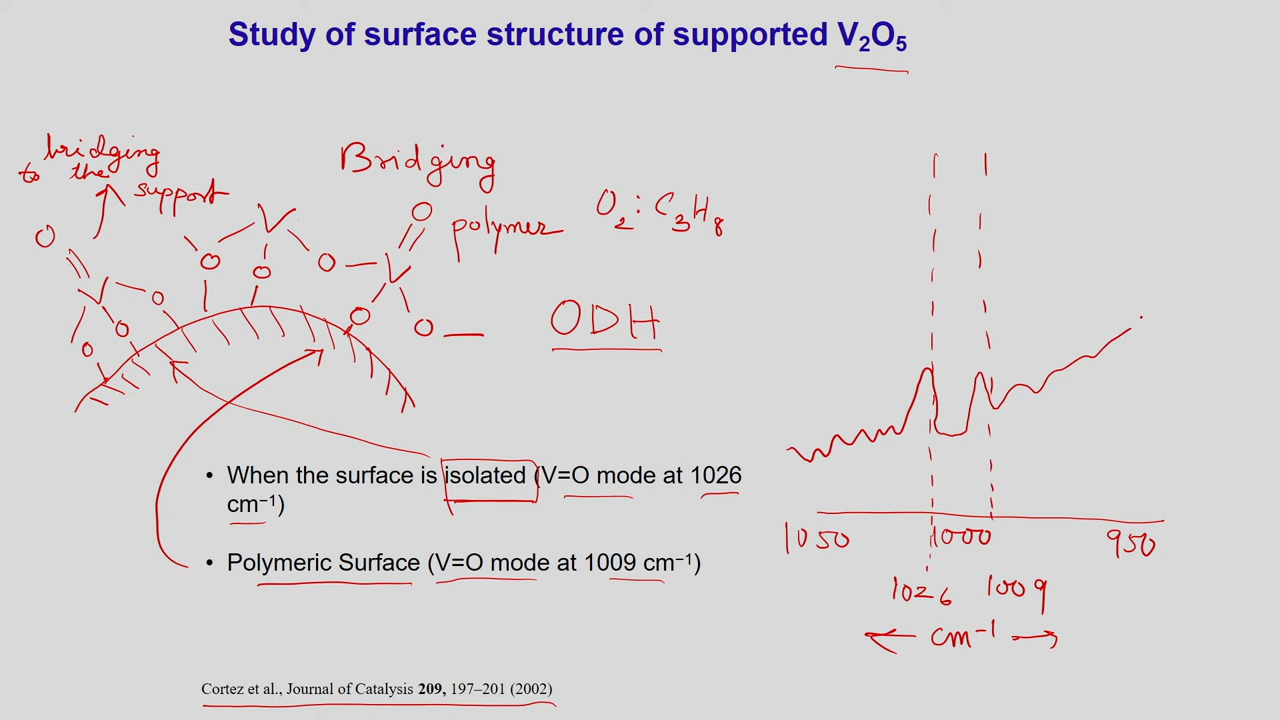 Study of surface structure of supported V₂O₅
bridging
to the
support
Bridging
polymer
O₂ : C₃H₈
ODH
O
V
O
O
O
O
V
O
O
V
O
O
O
• When the surface is isolated (V=O mode at 1026
cm⁻¹)
• Polymeric Surface (V=O mode at 1009 cm⁻¹)
1050 1000 950
1026 1009
cm⁻¹
Cortez et al., Journal of Catalysis 209, 197–201 (2002)